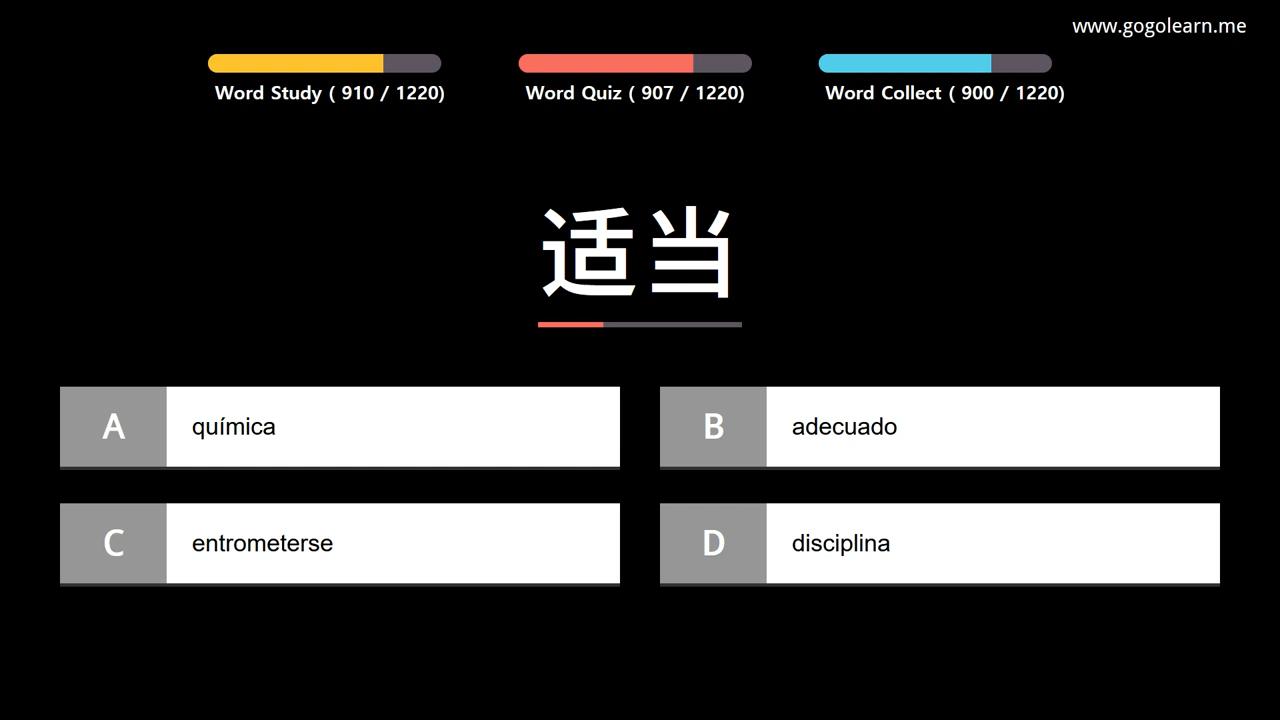 www.gogolearn.me
Word Study ( 910 / 1220)
Word Quiz ( 907 / 1220)
Word Collect ( 900 / 1220)
适当
A
química
B
adecuado
C
entrometerse
D
disciplina